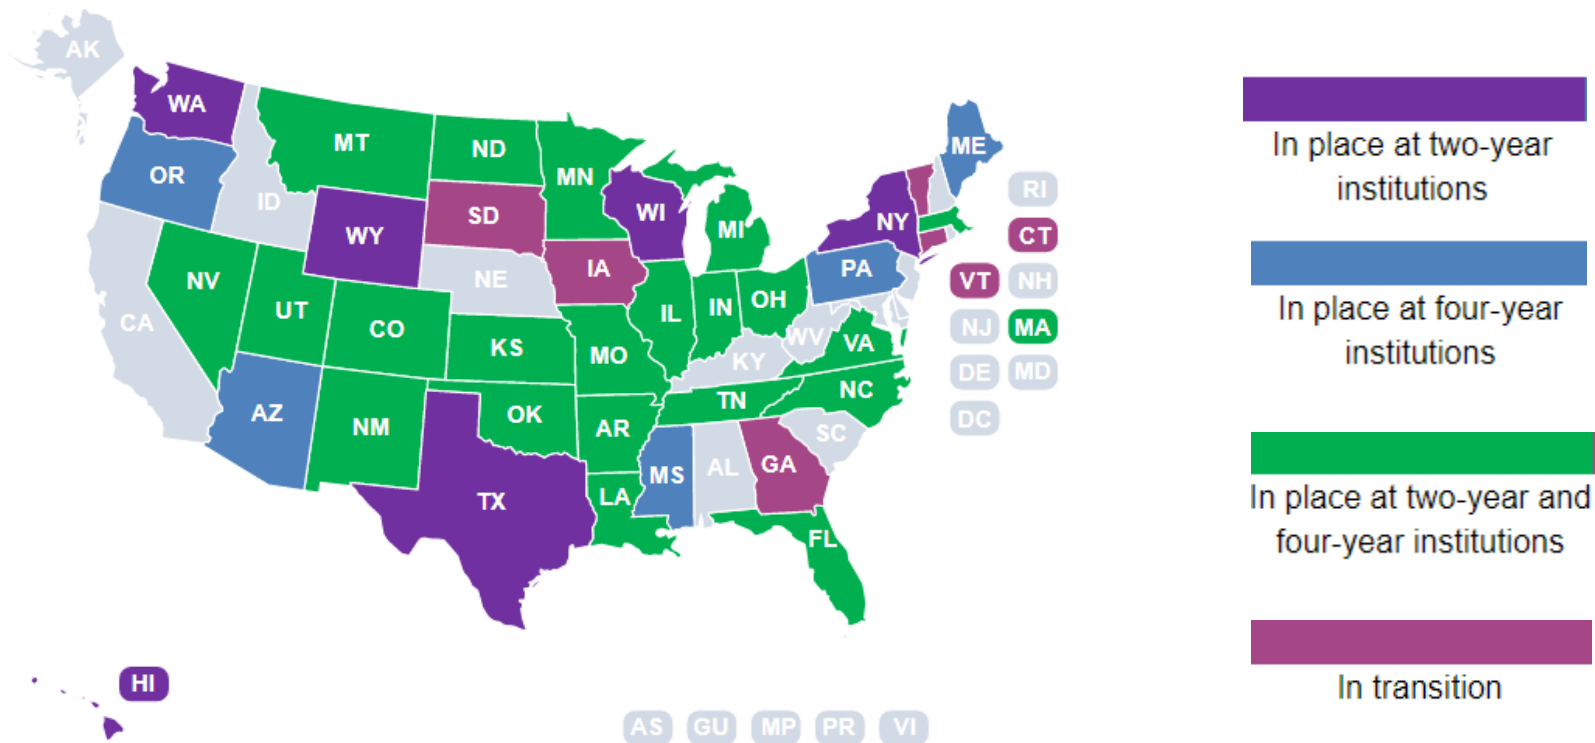 AK
WA
MT
ND
MN
ME
OR
ID
SD
WI
NY
RI
WY
MI
CT
NV
NE
IA
PA
VT
NH
UT
IL
IN
OH
NJ
MA
CA
CO
KS
MO
WV
VA
KY
DE
MD
AZ
NM
OK
AR
TN
NC
DC
TX
LA
MS
AL
GA
SC
FL
HI
AS
GU
MP
PR
VI
In place at two-year
institutions
In place at four-year
institutions
In place at two-year and
four-year institutions
In transition